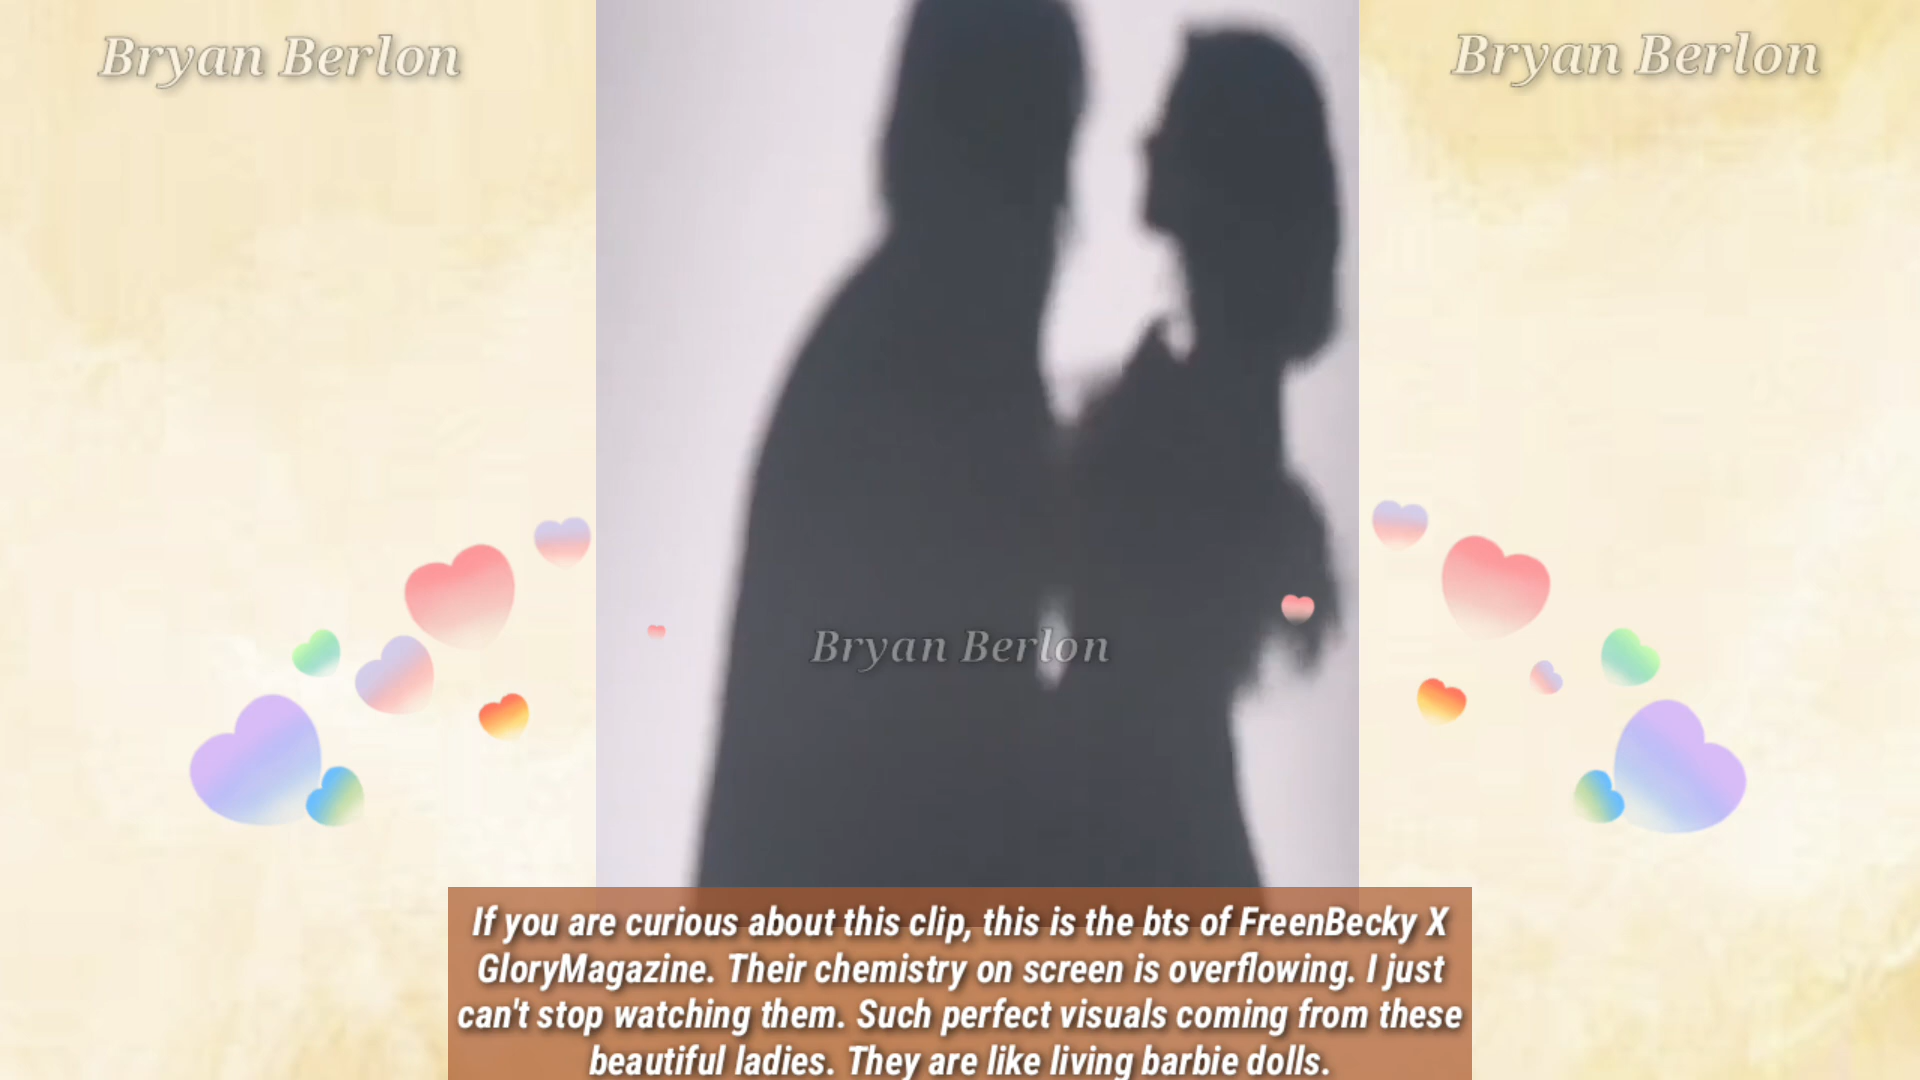 Bryan Berlon
Bryan Berlon
Bryan Berlon
If you are curious about this clip, this is the bts of FreenBecky X
GloryMagazine. Their chemistry on screen is overflowing. I just
can't stop watching them. Such perfect visuals coming from these
beautiful ladies. They are like living barbie dolls.